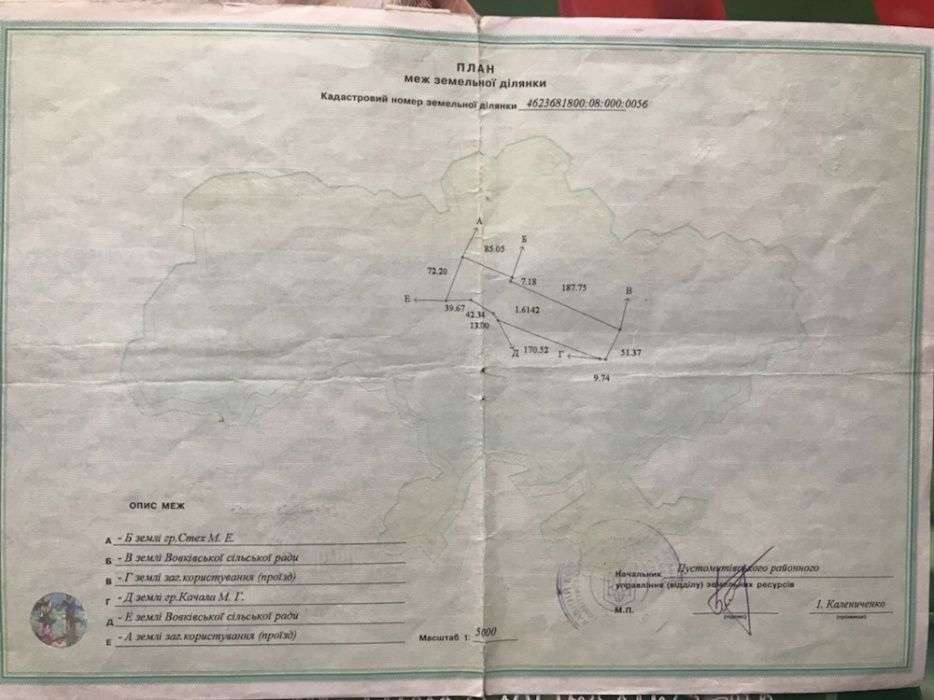 ПЛАН
меж земельної ділянки
Кадастровий номер земельної ділянки 4623681800:08:000:0056
А
85.05
Б
72.20
7.18
187.75
В
Е
39.67
42.34
1.6142
13.00
Д
170.52
Г
51.37
9.74
ОПИС МЕЖ
А - Б землі гр.Стех М. Е.
Б - В землі Вовківської сільської ради
В - Г землі заг.користування (проїзд)
Г - Д землі гр.Качала М. Г.
Д - Е землі Вовківської сільської ради
Е - А землі заг.користування (проїзд)
Масштаб 1: 5000
Начальник Пустомитівського районного
управління (відділу) земельних ресурсів
М.П.
І. Калениченко
(підпис) (прізвище)